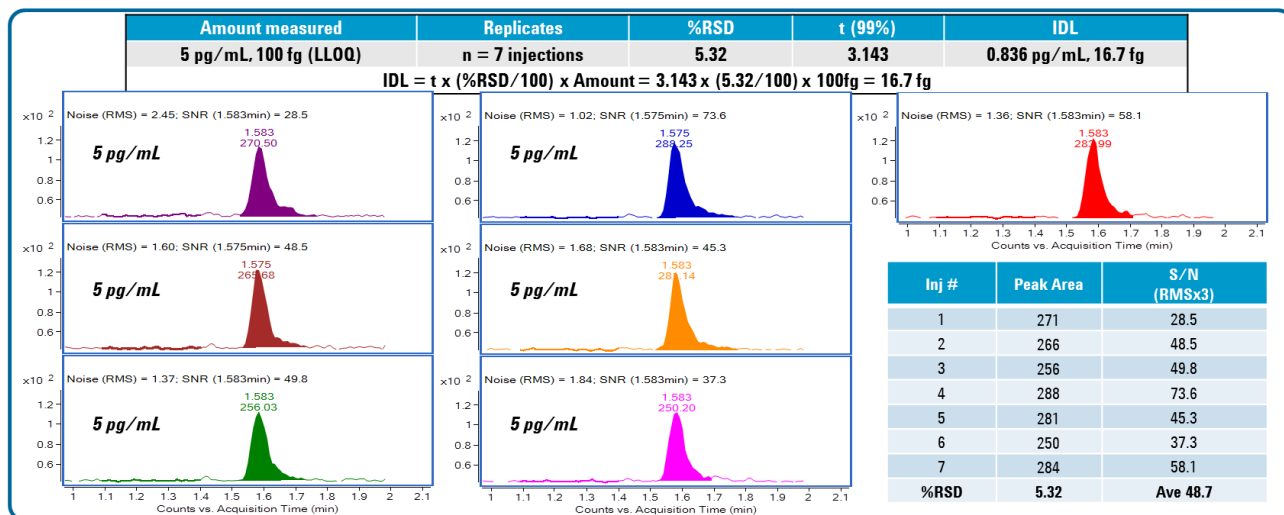 Amount measured Replicates %RSD t (99%) IDL
5 pg/mL, 100 fg (LLOQ) n = 7 injections 5.32 3.143 0.836 pg/mL, 16.7 fg
IDL = t x (%RSD/100) x Amount = 3.143 x (5.32/100) x 100fg = 16.7 fg
x10 2
Noise (RMS) = 2.45; SNR (1.583min) = 28.5
1.583
270.50
5 pg/mL
1.2
1
0.8
0.6
x10 2
Noise (RMS) = 1.60; SNR (1.575min) = 48.5
1.575
265.68
5 pg/mL
1.2
1
0.8
0.6
x10 2
Noise (RMS) = 1.37; SNR (1.583min) = 49.8
1.583
256.03
5 pg/mL
1.2
1
0.8
0.6
1 1.1 1.2 1.3 1.4 1.5 1.6 1.7 1.8 1.9 2 2.1
Counts vs. Acquisition Time (min)
x10 2
Noise (RMS) = 1.02; SNR (1.575min) = 73.6
1.575
288.25
5 pg/mL
1.2
1
0.8
0.6
x10 2
Noise (RMS) = 1.68; SNR (1.583min) = 45.3
1.583
281.14
5 pg/mL
1.2
1
0.8
0.6
x10 2
Noise (RMS) = 1.84; SNR (1.583min) = 37.3
1.583
250.20
5 pg/mL
1.2
1
0.8
0.6
1 1.1 1.2 1.3 1.4 1.5 1.6 1.7 1.8 1.9 2 2.1
Counts vs. Acquisition Time (min)
x10 2
Noise (RMS) = 1.36; SNR (1.583min) = 58.1
1.583
283.99
1.2
1
0.8
0.6
1 1.1 1.2 1.3 1.4 1.5 1.6 1.7 1.8 1.9 2 2.1
Counts vs. Acquisition Time (min)
Inj # Peak Area S/N
(RMSx3)
1 271 28.5
2 266 48.5
3 256 49.8
4 288 73.6
5 281 45.3
6 250 37.3
7 284 58.1
%RSD 5.32 Ave 48.7